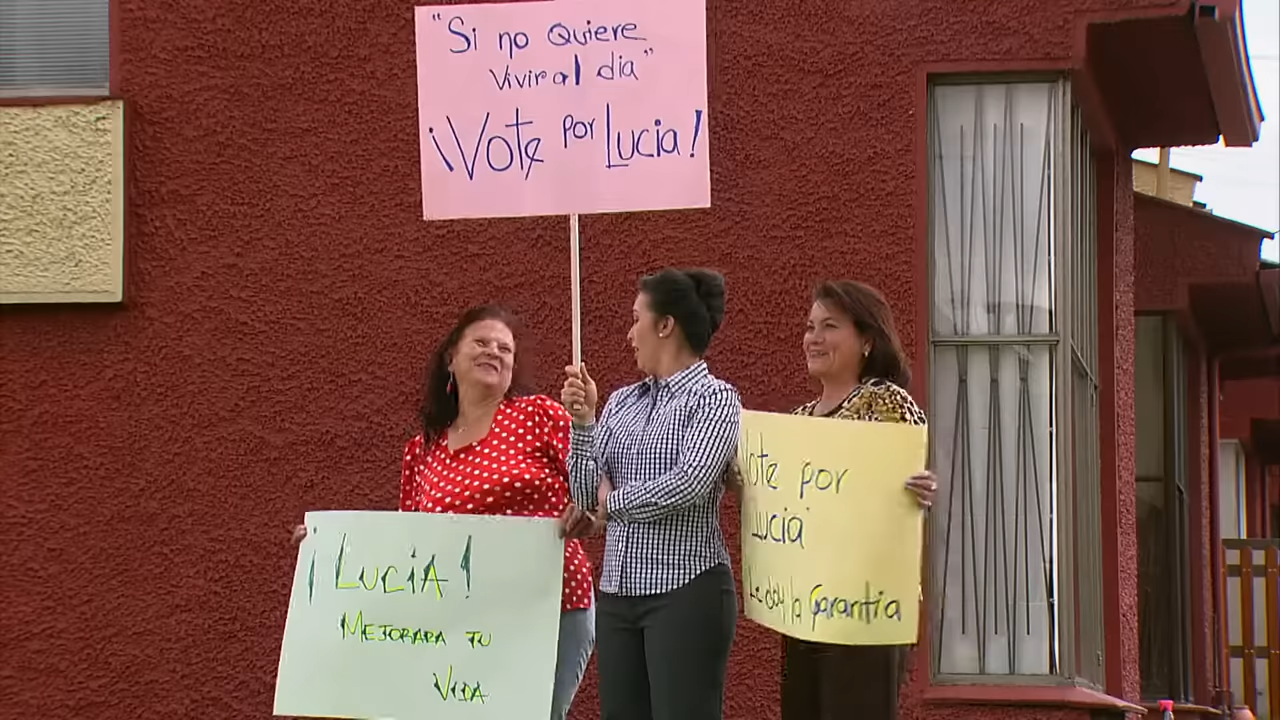 "Si no Quiere
Vivir al dia"
¡Vote por Lucia!
¡LUCIA!
MEJORARA TU
VIDA
Vote por
Lucia
Le doy la Garantia